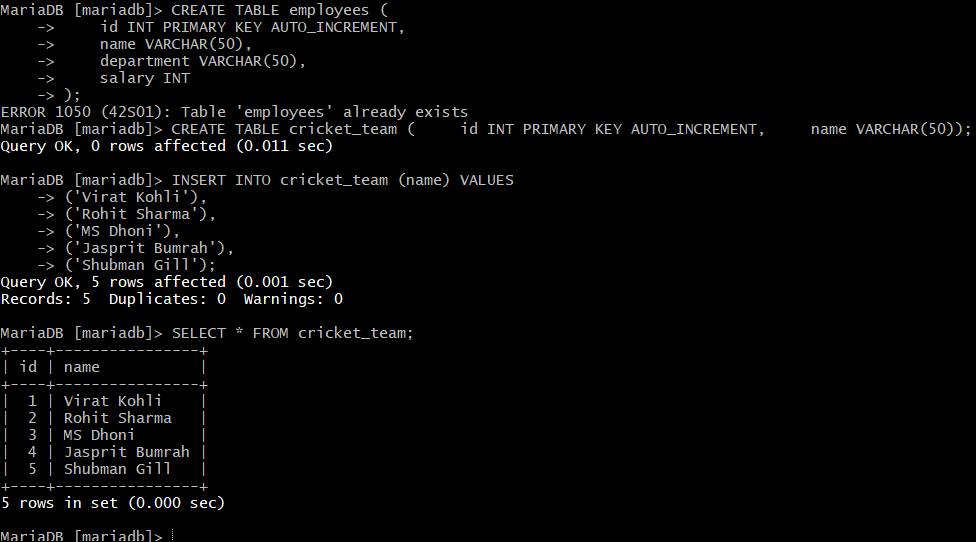 MariaDB [mariadb]> CREATE TABLE employees (
    ->     id INT PRIMARY KEY AUTO_INCREMENT,
    ->     name VARCHAR(50),
    ->     department VARCHAR(50),
    ->     salary INT
    -> );
ERROR 1050 (42S01): Table 'employees' already exists
MariaDB [mariadb]> CREATE TABLE cricket_team (     id INT PRIMARY KEY AUTO_INCREMENT,     name VARCHAR(50));
Query OK, 0 rows affected (0.011 sec)

MariaDB [mariadb]> INSERT INTO cricket_team (name) VALUES
    -> ('Virat Kohli'),
    -> ('Rohit Sharma'),
    -> ('MS Dhoni'),
    -> ('Jasprit Bumrah'),
    -> ('Shubman Gill');
Query OK, 5 rows affected (0.001 sec)
Records: 5  Duplicates: 0  Warnings: 0

MariaDB [mariadb]> SELECT * FROM cricket_team;
+----+----------------+
| id | name           |
+----+----------------+
|  1 | Virat Kohli    |
|  2 | Rohit Sharma   |
|  3 | MS Dhoni       |
|  4 | Jasprit Bumrah |
|  5 | Shubman Gill   |
+----+----------------+
5 rows in set (0.000 sec)

MariaDB [mariadb]>